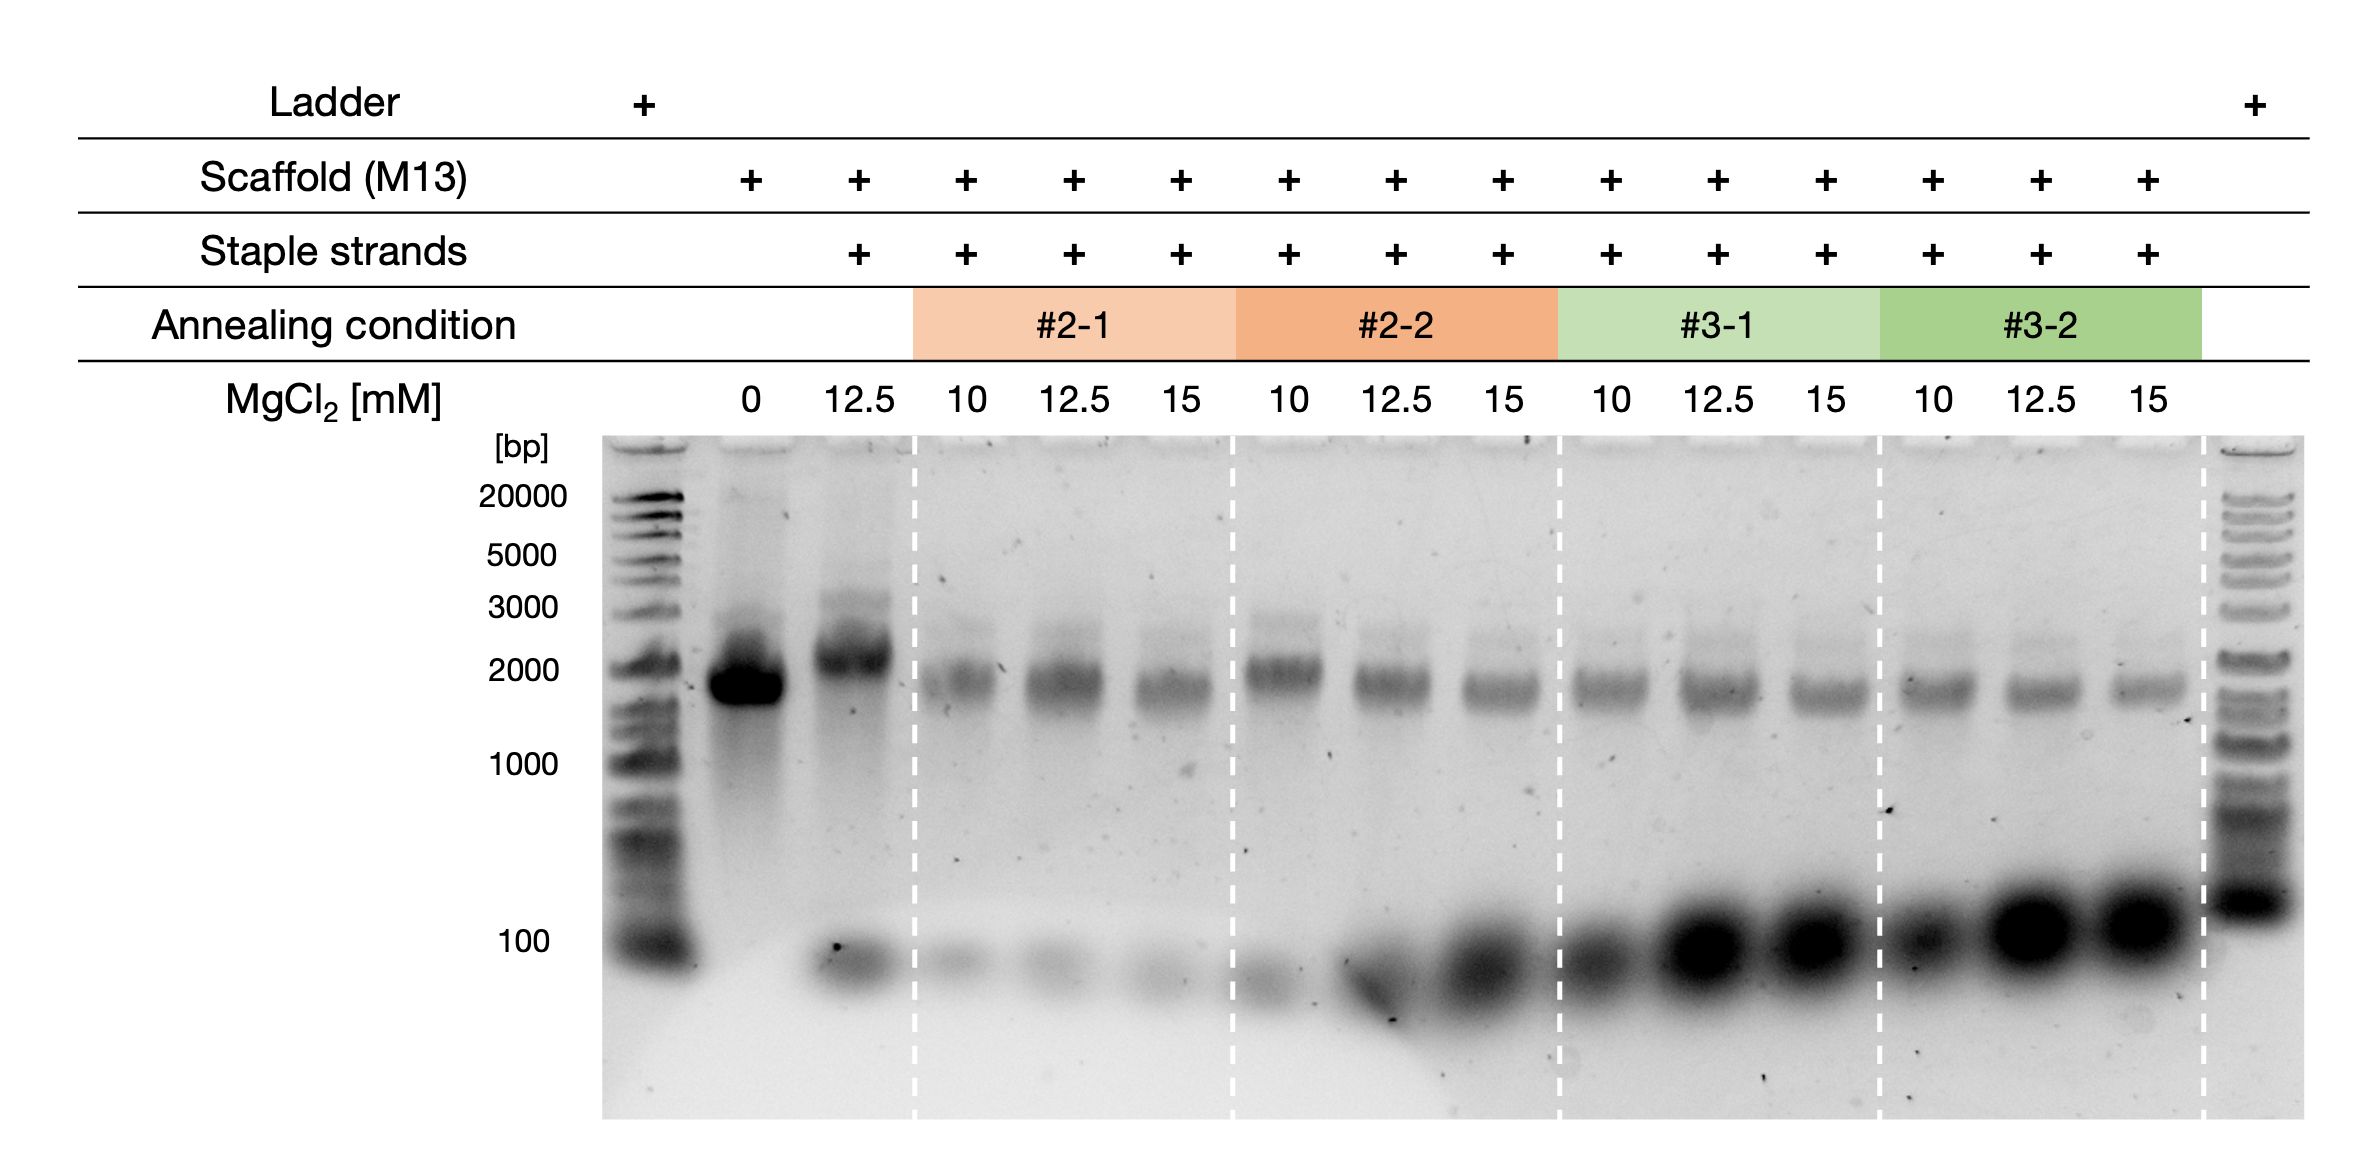 Ladder + +
Scaffold (M13) + + + + + + + + + + + + + +
Staple strands + + + + + + + + + + + + +
Annealing condition #2-1 #2-2 #3-1 #3-2
MgCl₂ [mM] 0 12.5 10 12.5 15 10 12.5 15 10 12.5 15 10 12.5 15
[bp]
20000
5000
3000
2000
1000
100